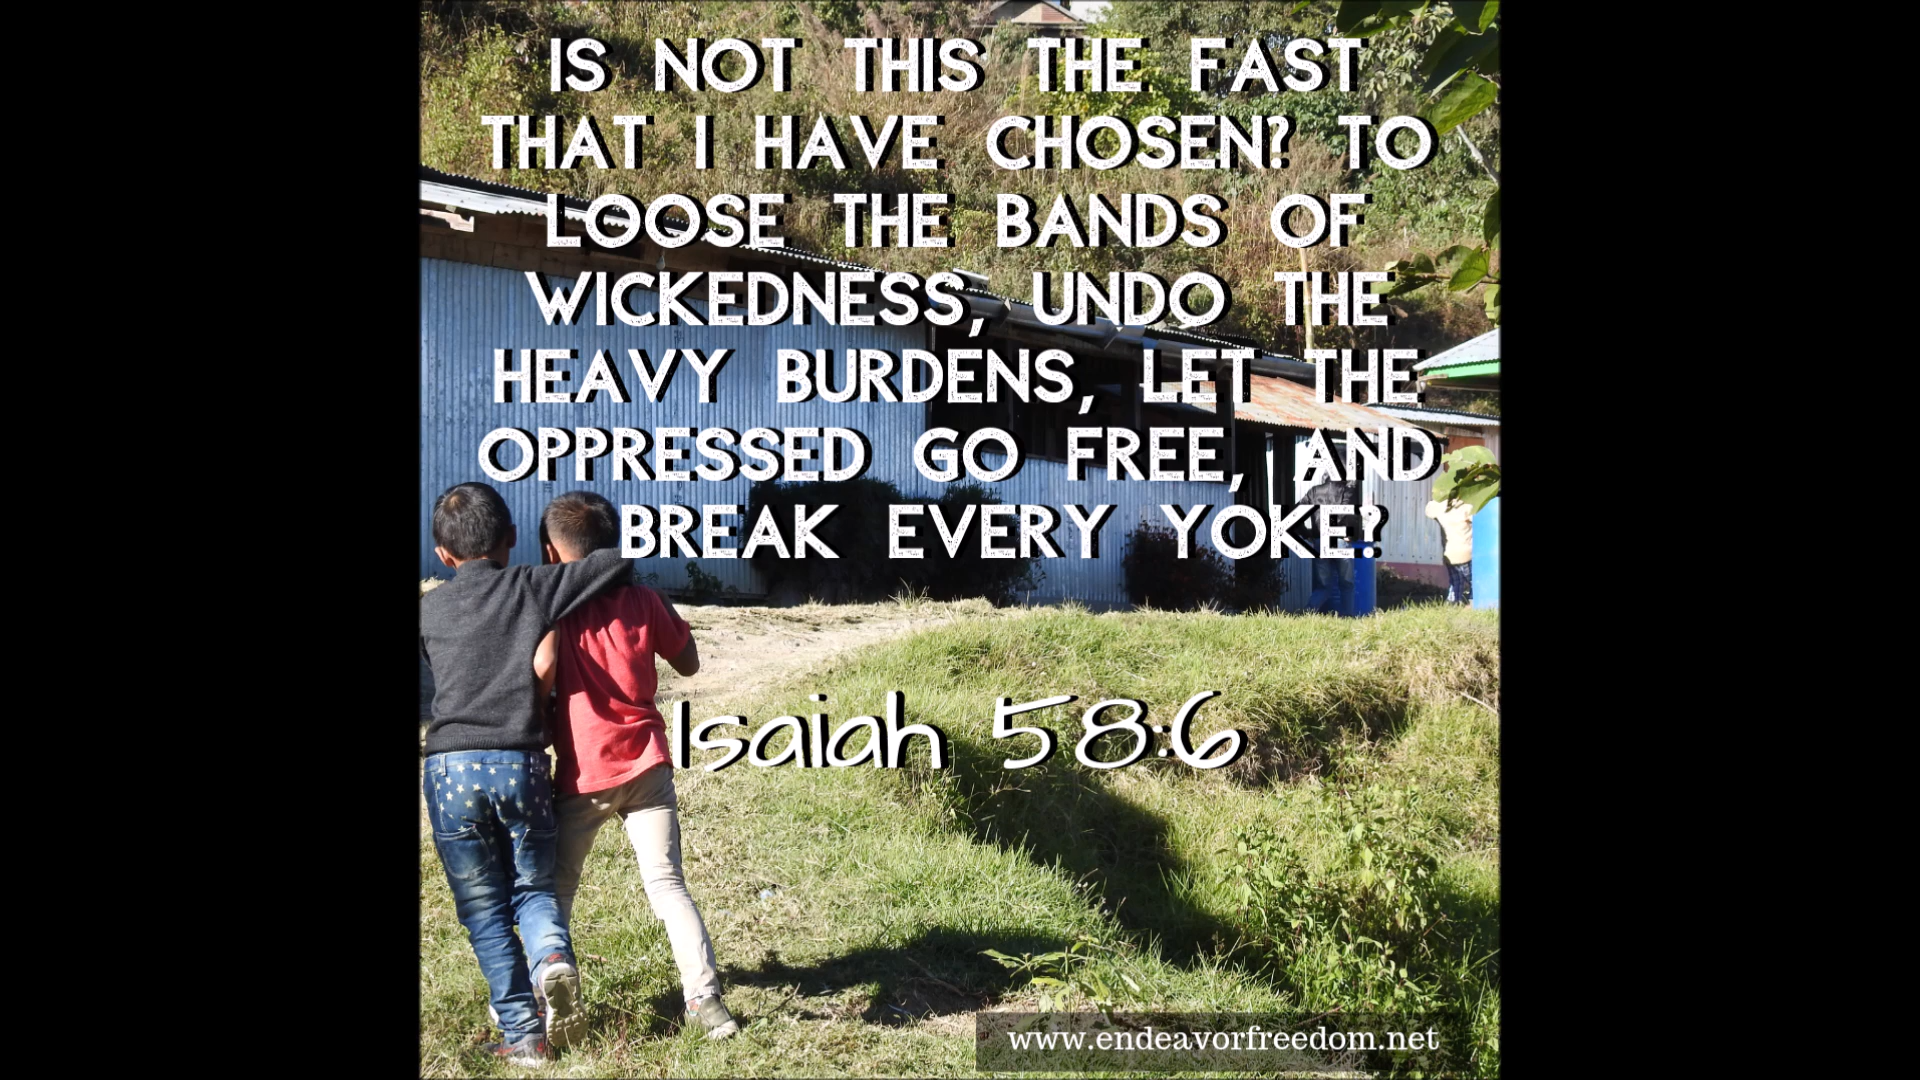 IS NOT THIS THE FAST
THAT I HAVE CHOSEN? TO
LOOSE THE BANDS OF
WICKEDNESS, UNDO THE
HEAVY BURDENS, LET THE
OPPRESSED GO FREE, AND
BREAK EVERY YOKE?
Isaiah 58:6
www.endeavorfreedom.net